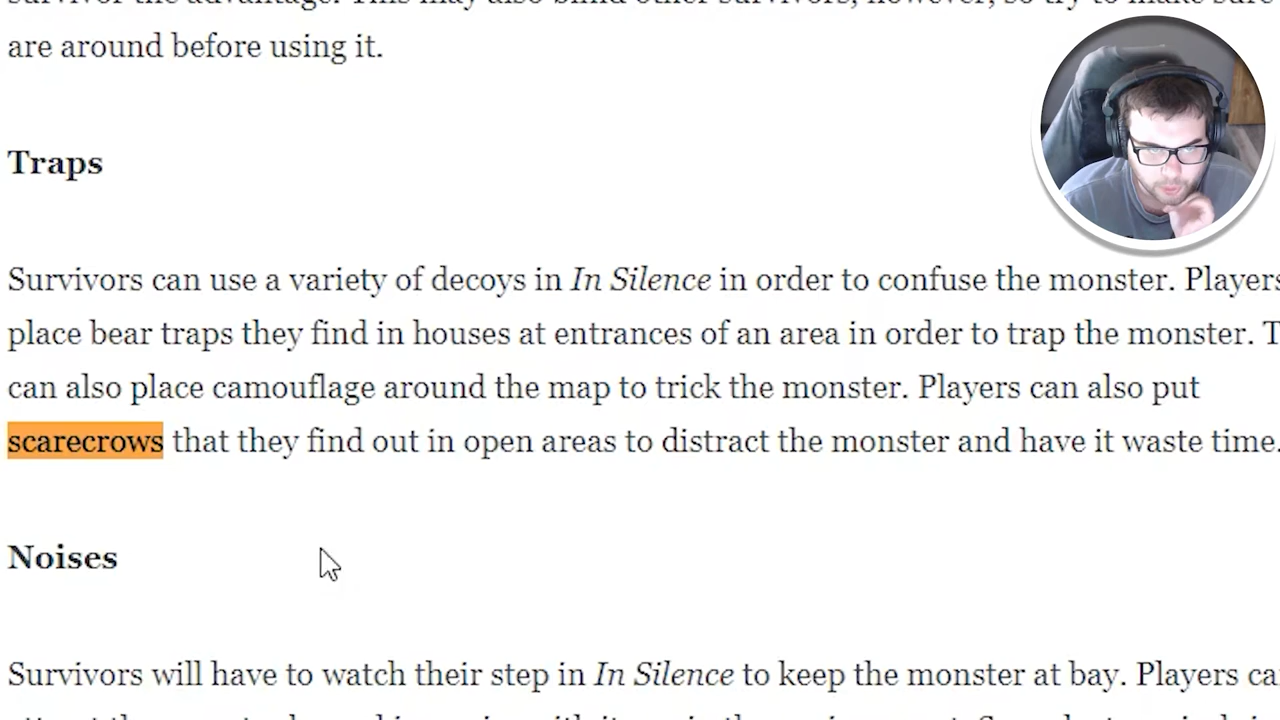 are around before using it.
Traps
Survivors can use a variety of decoys in In Silence in order to confuse the monster. Players
place bear traps they find in houses at entrances of an area in order to trap the monster. T
can also place camouflage around the map to trick the monster. Players can also put
scarecrows that they find out in open areas to distract the monster and have it waste time.
Noises
Survivors will have to watch their step in In Silence to keep the monster at bay. Players ca